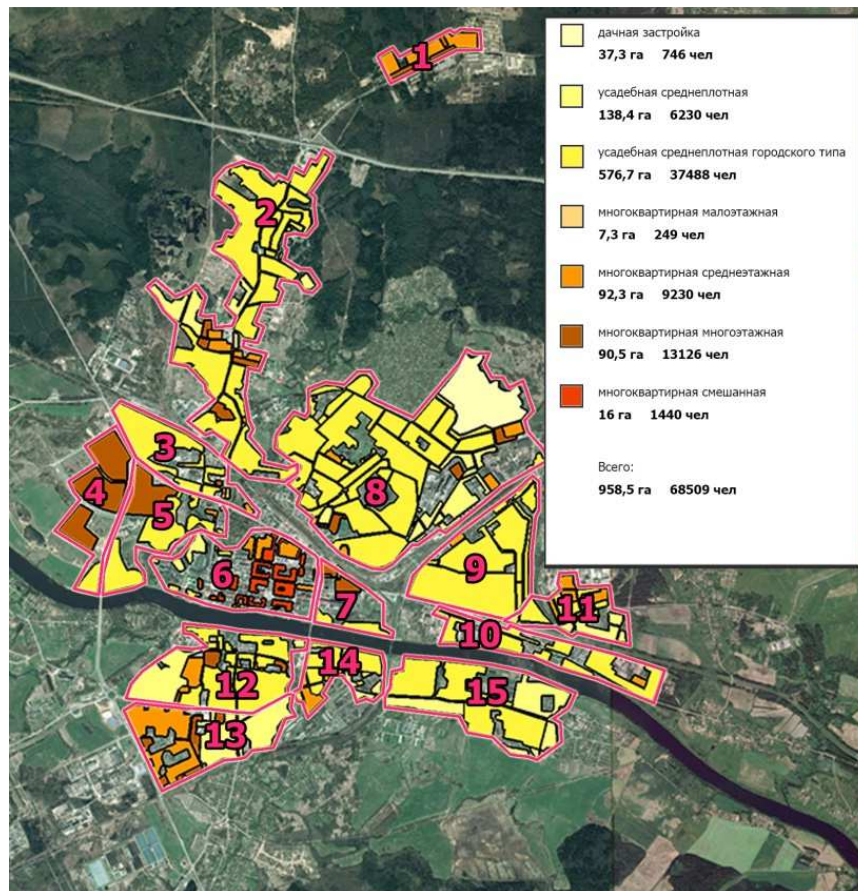 дачная застройка
37,3 га 746 чел
усадебная среднеплотная
138,4 га 6230 чел
усадебная среднеплотная городского типа
576,7 га 37488 чел
многоквартирная малоэтажная
7,3 га 249 чел
многоквартирная среднеэтажная
92,3 га 9230 чел
многоквартирная многоэтажная
90,5 га 13126 чел
многоквартирная смешанная
16 га 1440 чел
Всего:
958,5 га 68509 чел
1
2
3
4
5
6
7
8
9
10
11
12
13
14
15